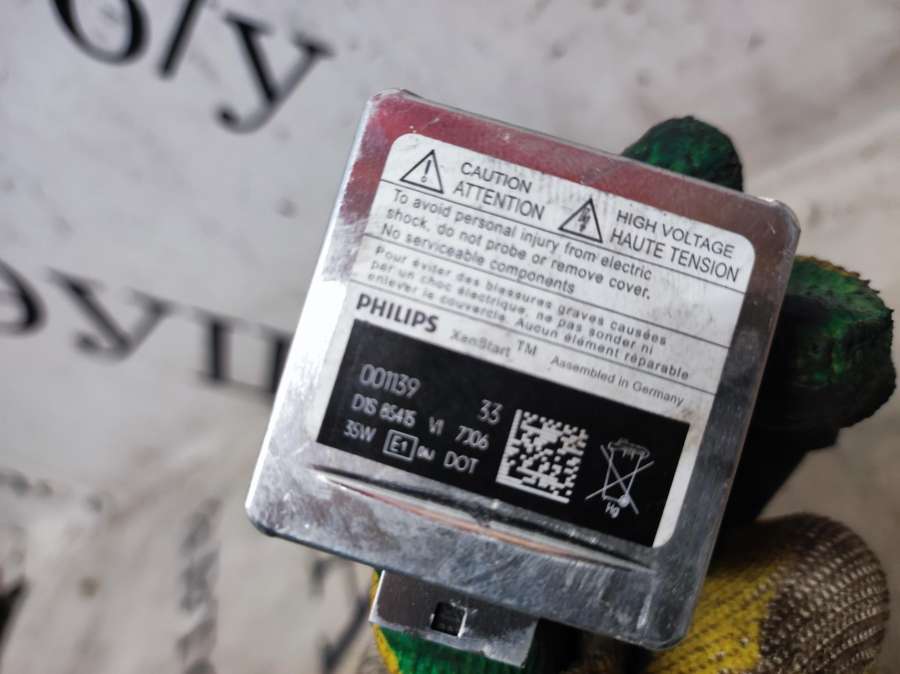 CAUTION
ATTENTION
HIGH VOLTAGE
HAUTE TENSION
To avoid personal injury from electric
shock, do not probe or remove cover.
No serviceable components
Pour éviter des blessures graves causées
par un choc électrique, ne pas sonder ni
enlever le couvercle. Aucun élément réparable
PHILIPS
XenStart TM
Assembled in Germany
001139
33
D1S 85415 V1 7J06
35W E1 DOT
Hg